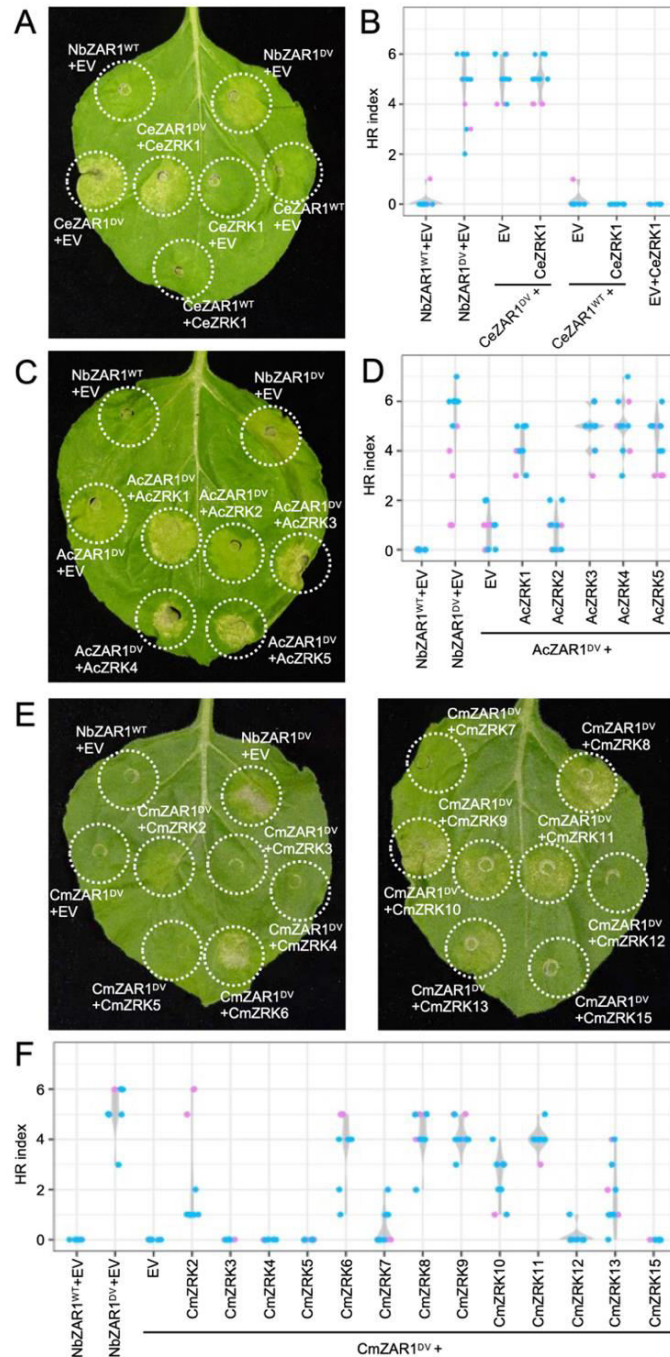 A
NbZAR1ᵂᵀ
+EV
NbZAR1ᴰⱽ
+EV
CeZAR1ᴰⱽ
+CeZRK1
CeZAR1ᴰⱽ
+EV
CeZRK1
+EV
CeZAR1ᵂᵀ
+EV
CeZAR1ᵂᵀ
+CeZRK1
B
HR index
6
4
2
0
NbZAR1ᵂᵀ+EV
NbZAR1ᴰⱽ+EV
EV
CeZRK1
EV
CeZRK1
EV+CeZRK1
CeZAR1ᴰⱽ +
CeZAR1ᵂᵀ +
C
NbZAR1ᵂᵀ
+EV
NbZAR1ᴰⱽ
+EV
AcZAR1ᴰⱽ
+AcZRK1
AcZAR1ᴰⱽ
+AcZRK2
AcZAR1ᴰⱽ
+AcZRK3
AcZAR1ᴰⱽ
+EV
AcZAR1ᴰⱽ
+AcZRK4
AcZAR1ᴰⱽ
+AcZRK5
D
HR index
6
4
2
0
NbZAR1ᵂᵀ+EV
NbZAR1ᴰⱽ+EV
EV
AcZRK1
AcZRK2
AcZRK3
AcZRK4
AcZRK5
AcZAR1ᴰⱽ +
E
NbZAR1ᵂᵀ
+EV
NbZAR1ᴰⱽ
+EV
CmZAR1ᴰⱽ
+CmZRK2
CmZAR1ᴰⱽ
+CmZRK3
CmZAR1ᴰⱽ
+EV
CmZAR1ᴰⱽ
+CmZRK4
CmZAR1ᴰⱽ
+CmZRK5
CmZAR1ᴰⱽ
+CmZRK6
CmZAR1ᴰⱽ
+CmZRK7
CmZAR1ᴰⱽ
+CmZRK8
CmZAR1ᴰⱽ
+CmZRK9
CmZAR1ᴰⱽ
+CmZRK11
CmZAR1ᴰⱽ
+CmZRK10
CmZAR1ᴰⱽ
+CmZRK12
CmZAR1ᴰⱽ
+CmZRK13
CmZAR1ᴰⱽ
+CmZRK15
F
HR index
6
4
2
0
NbZAR1ᵂᵀ+EV
NbZAR1ᴰⱽ+EV
EV
CmZRK2
CmZRK3
CmZRK4
CmZRK5
CmZRK6
CmZRK7
CmZRK8
CmZRK9
CmZRK10
CmZRK11
CmZRK12
CmZRK13
CmZRK15
CmZAR1ᴰⱽ +